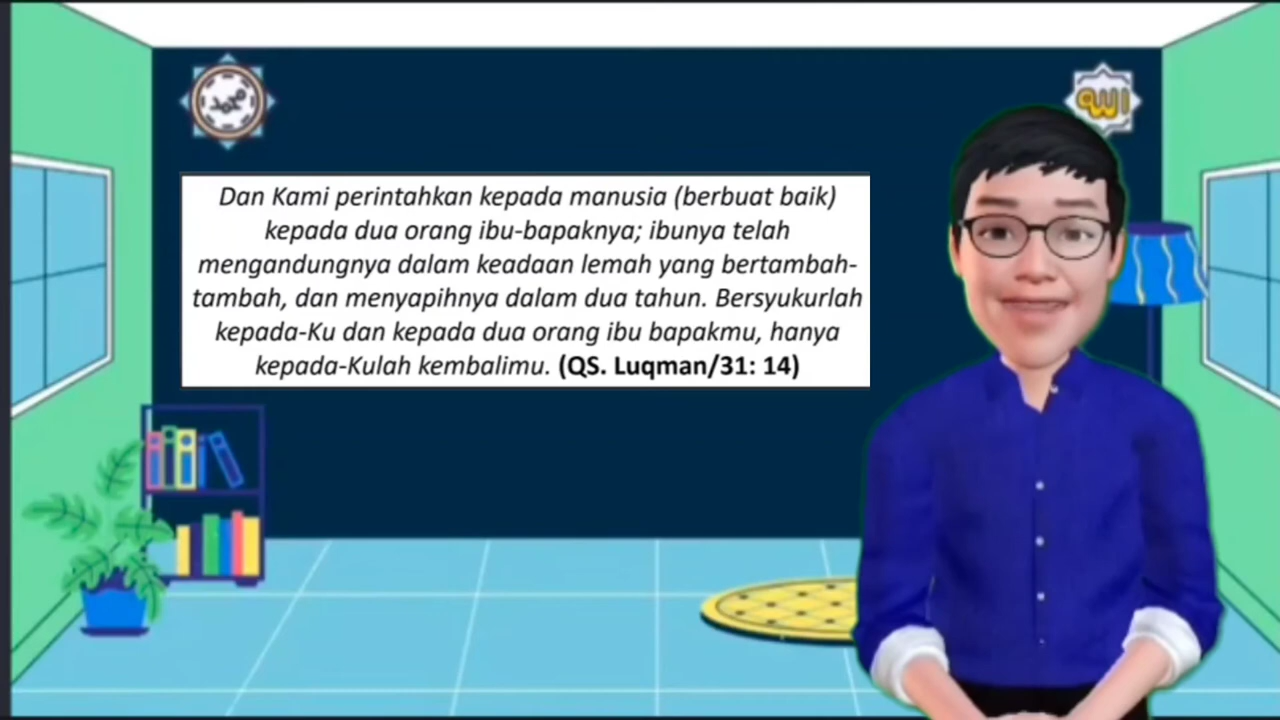 محمد
الله
Dan Kami perintahkan kepada manusia (berbuat baik)
kepada dua orang ibu-bapaknya; ibunya telah
mengandungnya dalam keadaan lemah yang bertambah-
tambah, dan menyapihnya dalam dua tahun. Bersyukurlah
kepada-Ku dan kepada dua orang ibu bapakmu, hanya
kepada-Kulah kembalimu. (QS. Luqman/31: 14)